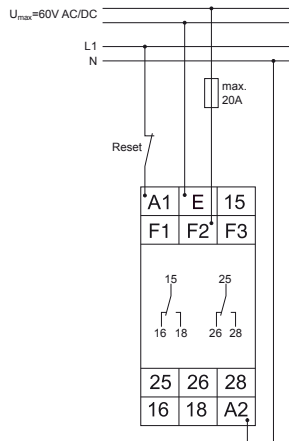 Umax=60V AC/DC
L1
N
max.
20A
Reset
A1 E 15
F1 F2 F3
15 25
16 18 26 28
25 26 28
16 18 A2